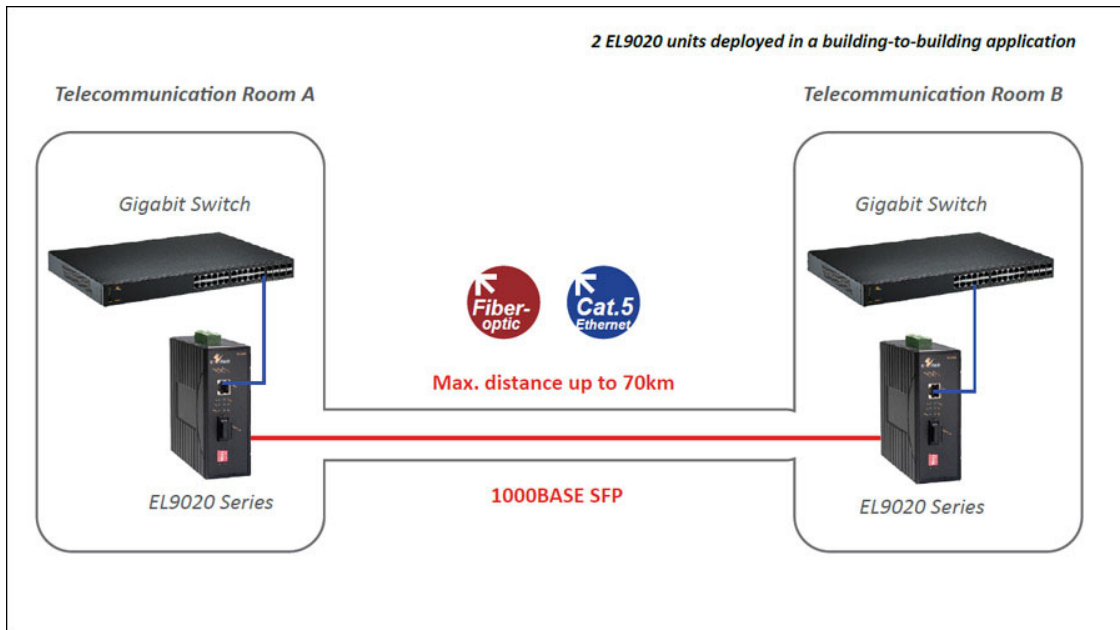 2 EL9020 units deployed in a building-to-building application
Telecommunication Room A
Telecommunication Room B
Gigabit Switch
Gigabit Switch
Fiber-
optic
Cat.5
Ethernet
Max. distance up to 70km
1000BASE SFP
EL9020 Series
EL9020 Series